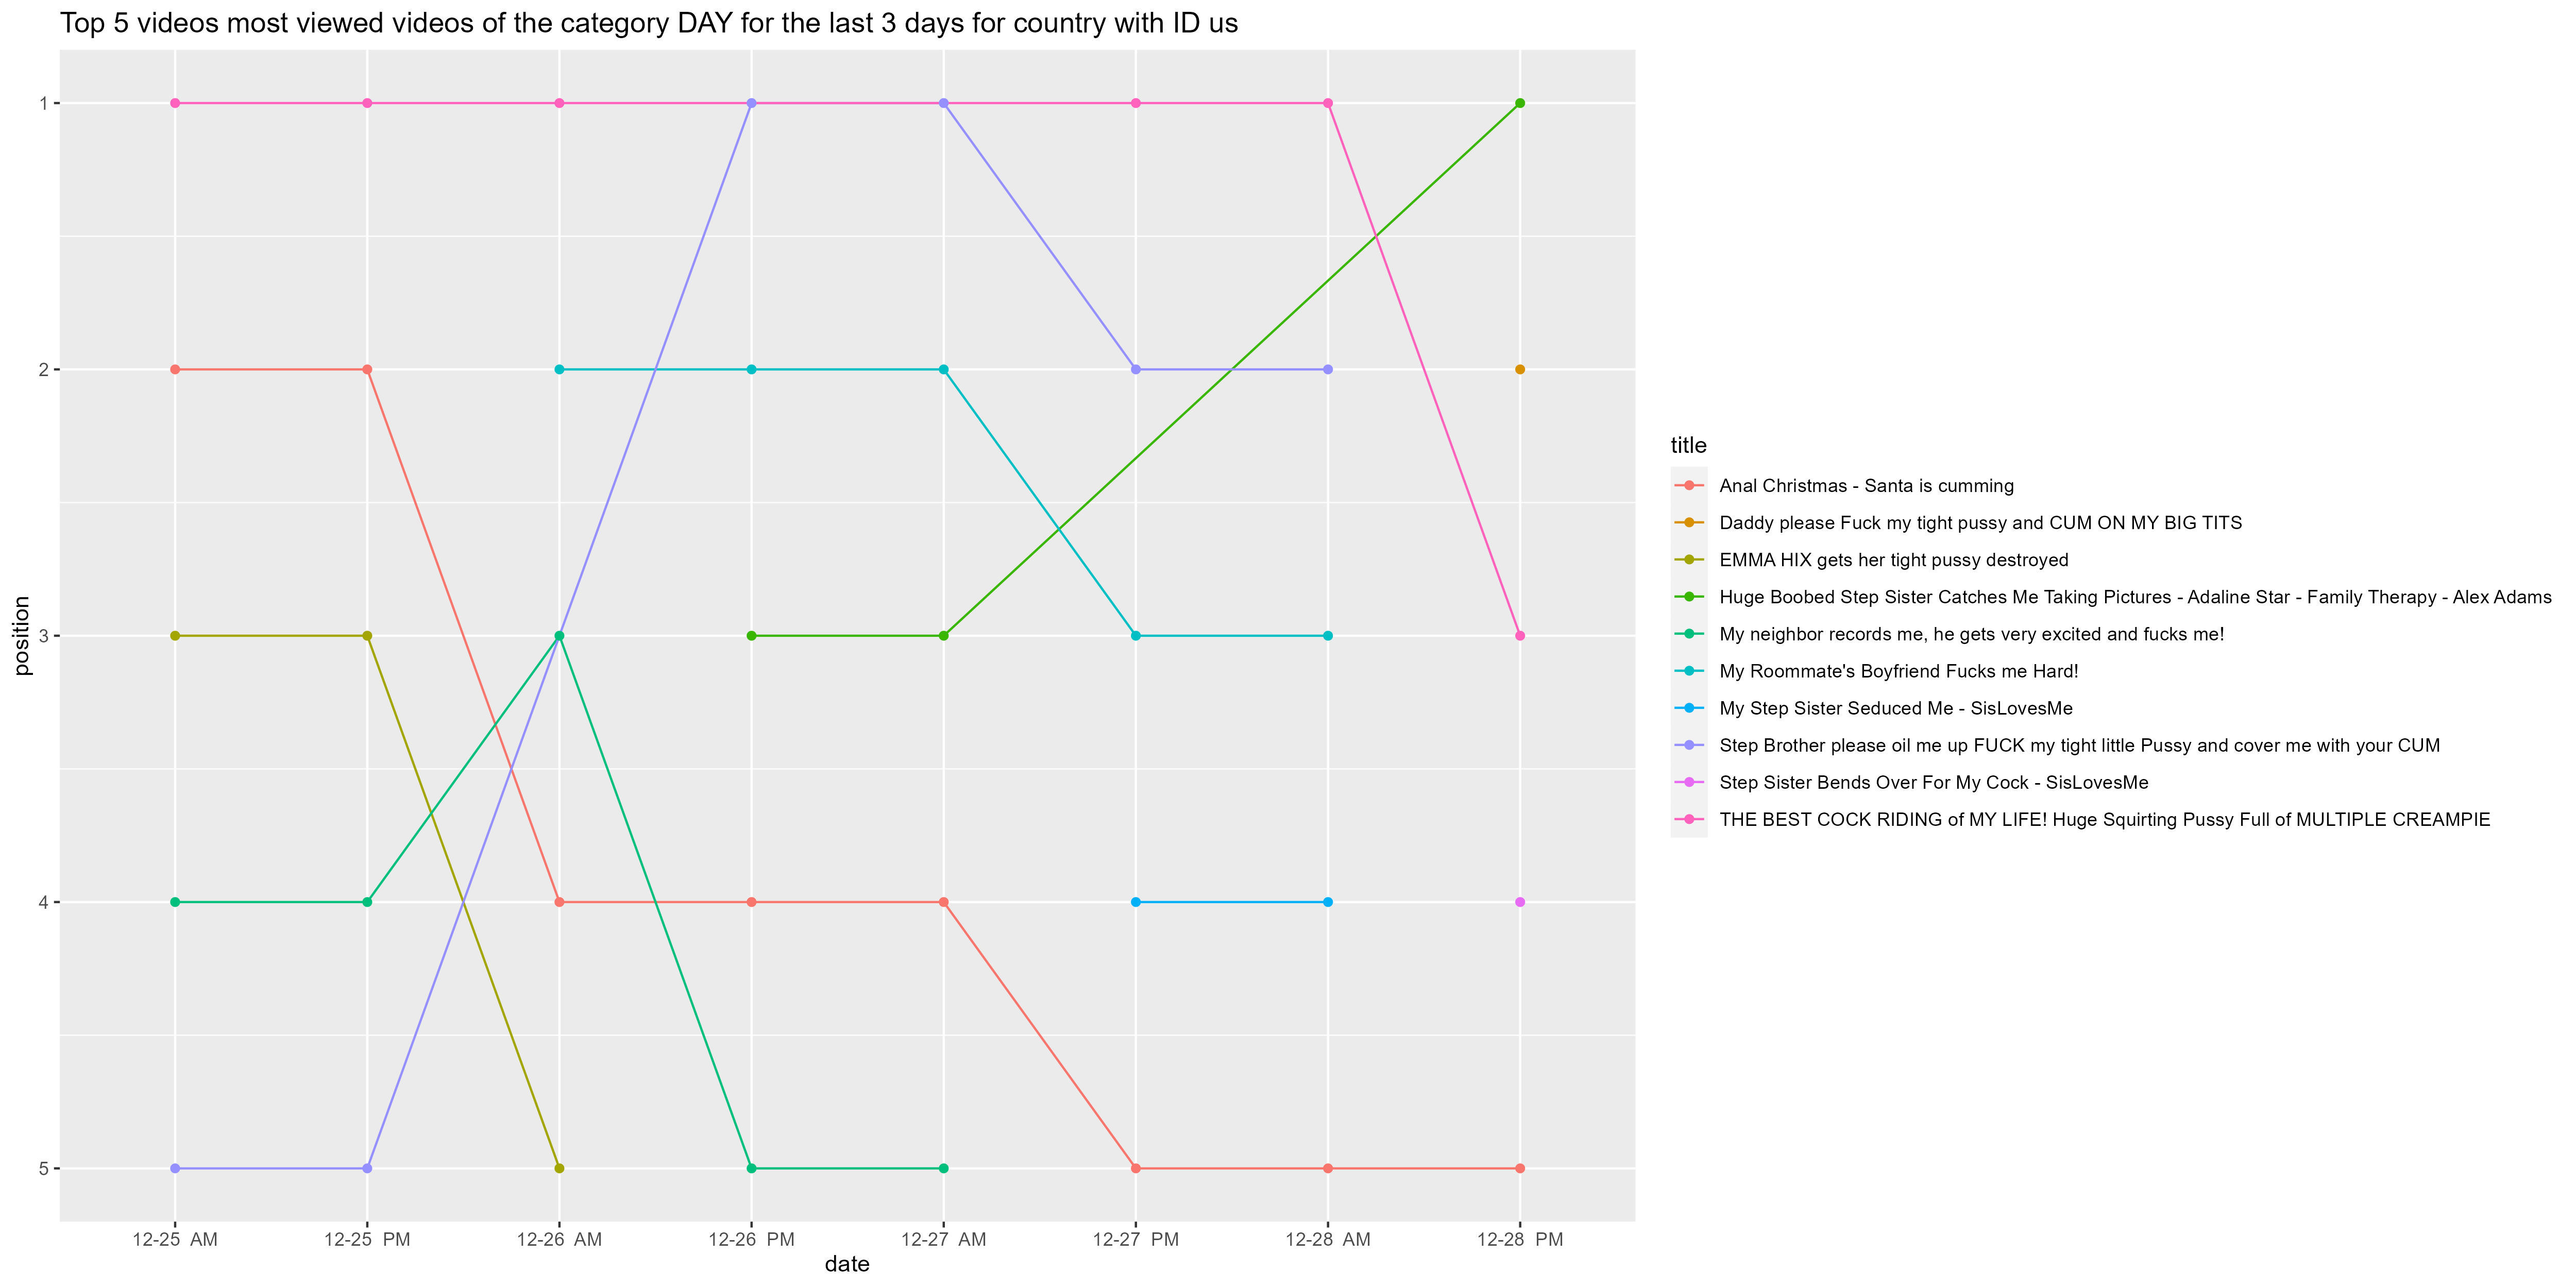 Top 5 videos most viewed videos of the category DAY for the last 3 days for country with ID us
position
1
2
3
4
5
12-25 AM
12-25 PM
12-26 AM
12-26 PM
12-27 AM
12-27 PM
12-28 AM
12-28 PM
date
title
Anal Christmas - Santa is cumming
Daddy please Fuck my tight pussy and CUM ON MY BIG TITS
EMMA HIX gets her tight pussy destroyed
Huge Boobed Step Sister Catches Me Taking Pictures - Adaline Star - Family Therapy - Alex Adams
My neighbor records me, he gets very excited and fucks me!
My Roommate's Boyfriend Fucks me Hard!
My Step Sister Seduced Me - SisLovesMe
Step Brother please oil me up FUCK my tight little Pussy and cover me with your CUM
Step Sister Bends Over For My Cock - SisLovesMe
THE BEST COCK RIDING of MY LIFE! Huge Squirting Pussy Full of MULTIPLE CREAMPIE